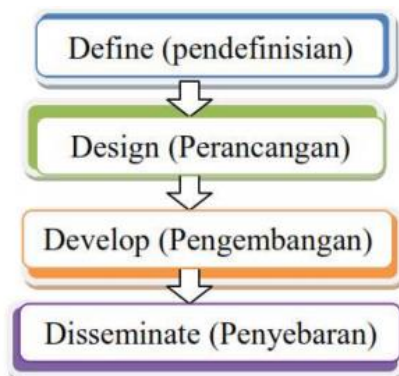 Define (pendefinisian)
Design (Perancangan)
Develop (Pengembangan)
Disseminate (Penyebaran)